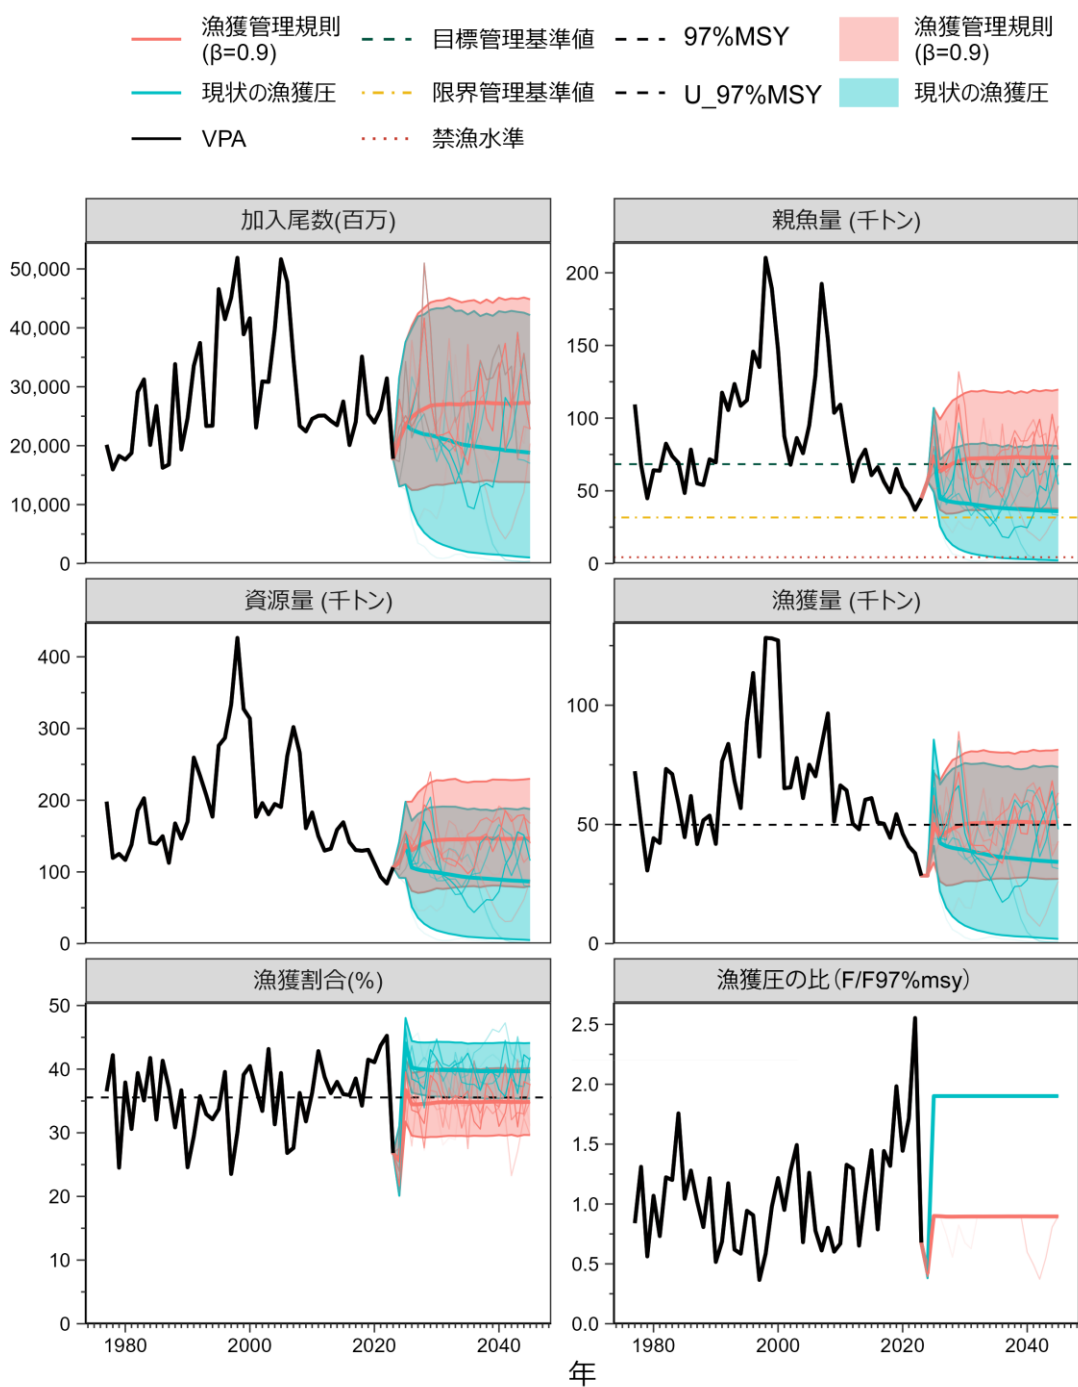 漁獲管理規則
(β=0.9)
目標管理基準値
97%MSY
漁獲管理規則
(β=0.9)
現状の漁獲圧
限界管理基準値
U_97%MSY
現状の漁獲圧
VPA
禁漁水準
加入尾数(百万)
50,000
40,000
30,000
20,000
10,000
0
親魚量 (千トン)
200
150
100
50
0
資源量 (千トン)
400
300
200
100
0
漁獲量 (千トン)
100
50
0
漁獲割合(%)
50
40
30
20
10
0
1980
2000
2020
2040
漁獲圧の比(F/F97%msy)
2.5
2.0
1.5
1.0
0.5
0.0
1980
2000
2020
2040
年